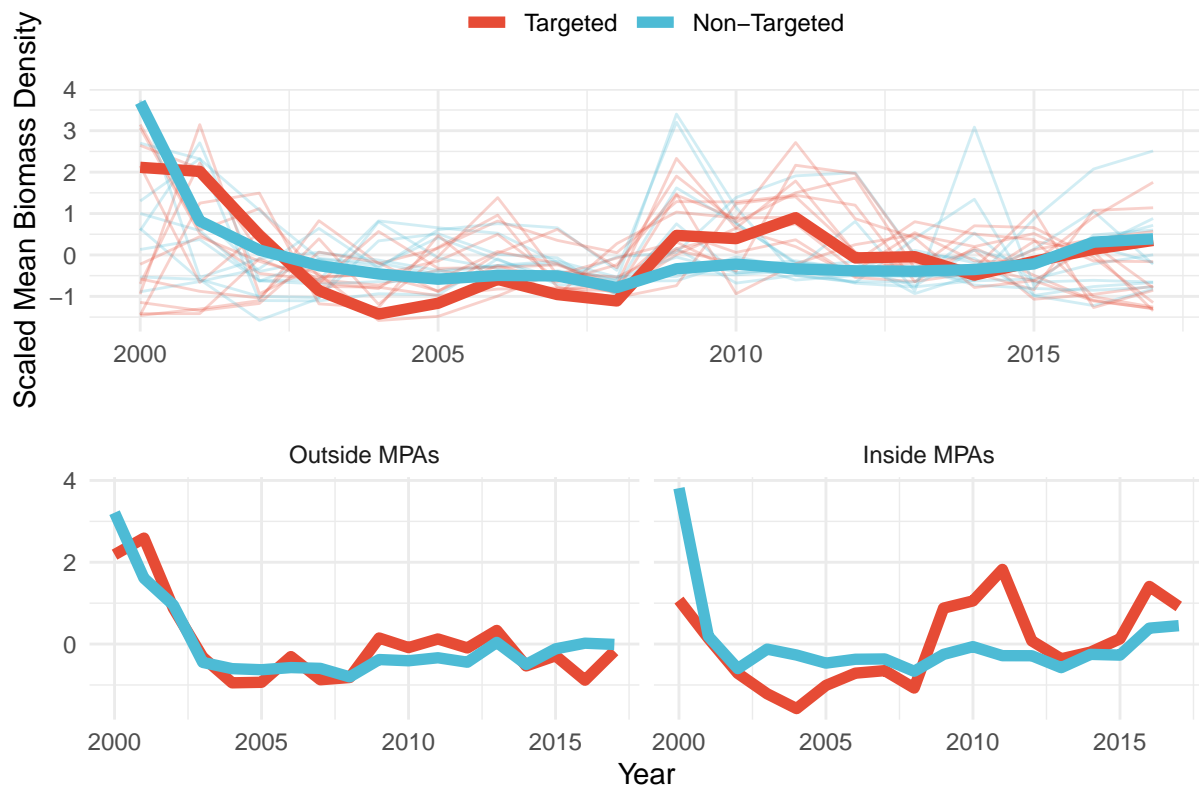 Targeted Non−Targeted
Scaled Mean Biomass Density
4
3
2
1
0
−1
2000 2005 2010 2015
Outside MPAs Inside MPAs
4
2
0
2000 2005 2010 2015 2000 2005 2010 2015
Year